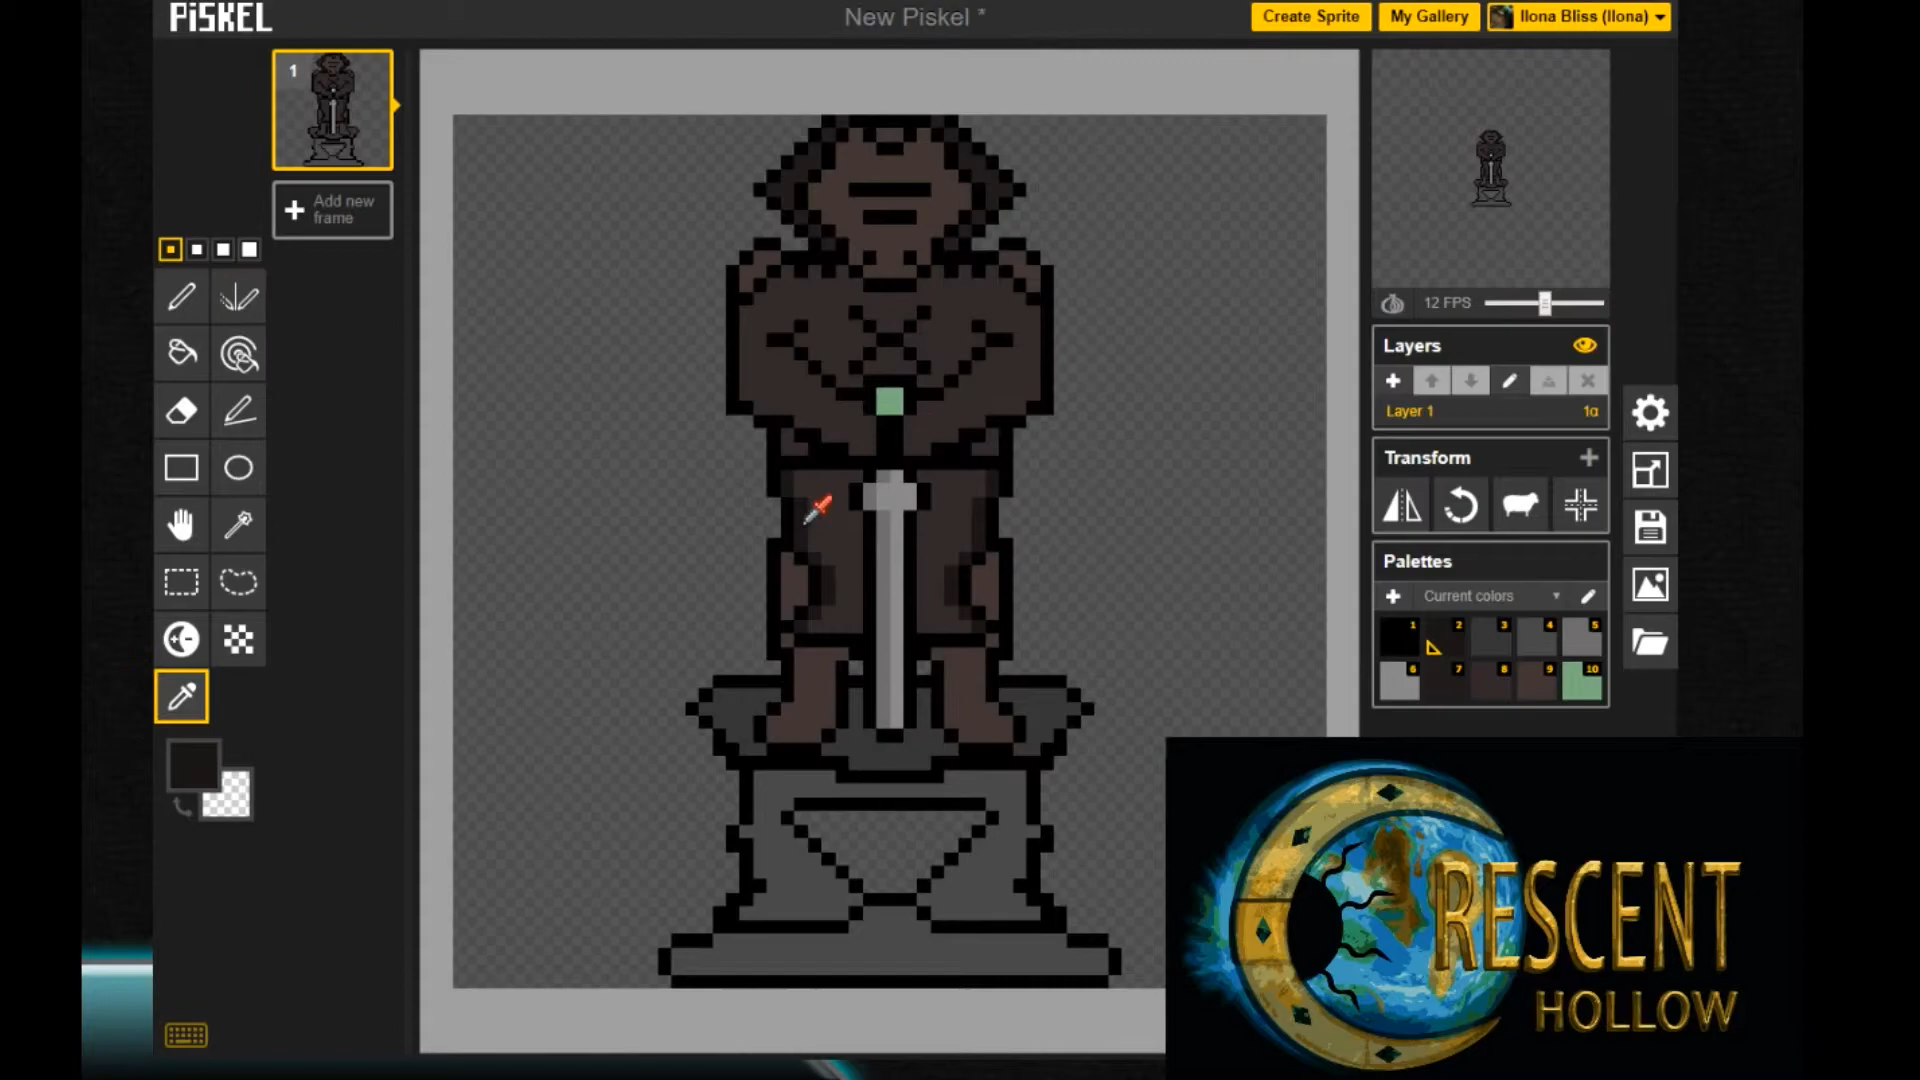 PiSKEL
New Piskel *
Create Sprite
My Gallery
Ilona Bliss (Ilona)
1
Add new
frame
12 FPS
Layers
Layer 1
1α
Transform
Palettes
Current colors
1 2 3 4 5
6 7 8 9 10
CRESCENT
HOLLOW